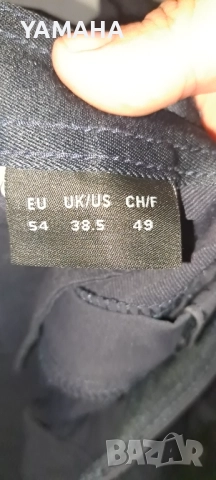 YAMAHA
EU UK/US CH/F
54 38.5 49
BAZAR
bg